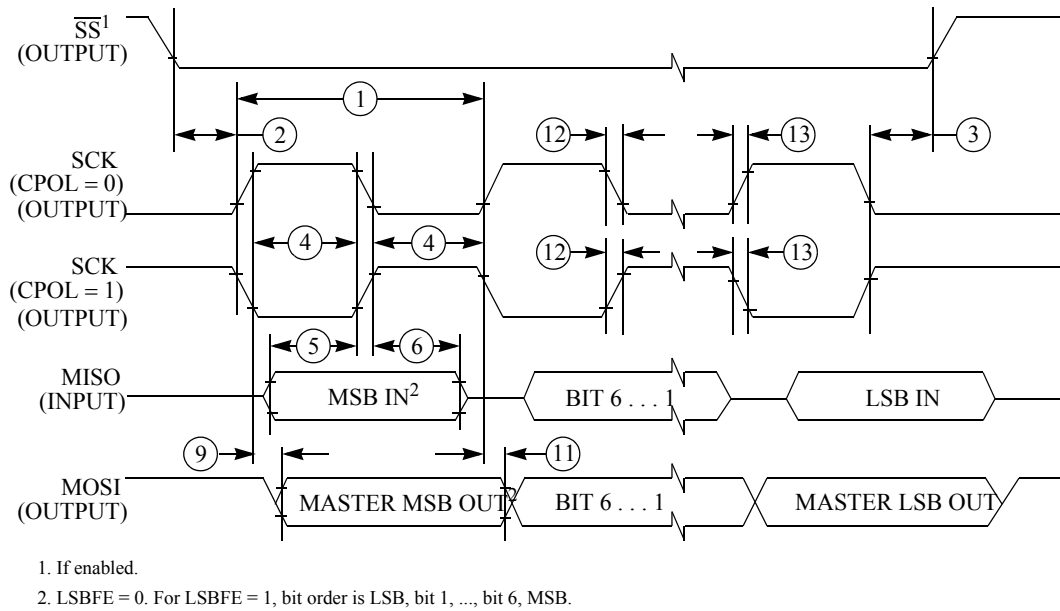 SS¹
(OUTPUT)
1
2
12
13
3
SCK
(CPOL = 0)
(OUTPUT)
4
4
SCK
(CPOL = 1)
(OUTPUT)
12
13
5
6
MISO
(INPUT)
MSB IN²
BIT 6 . . . 1
LSB IN
9
11
MOSI
(OUTPUT)
MASTER MSB OUT²
BIT 6 . . . 1
MASTER LSB OUT
1. If enabled.
2. LSBFE = 0. For LSBFE = 1, bit order is LSB, bit 1, ..., bit 6, MSB.